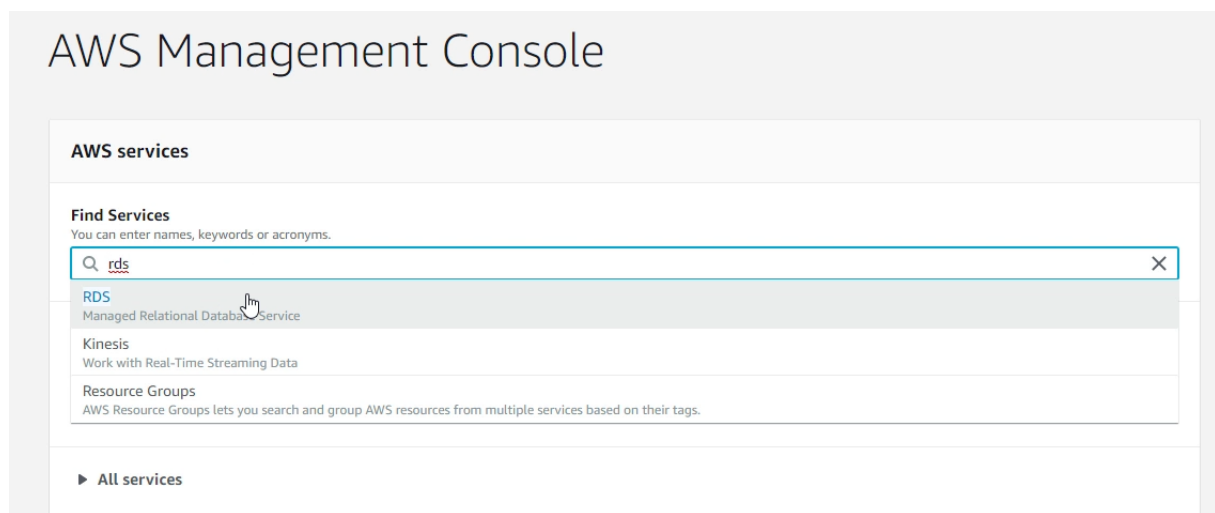 AWS Management Console
AWS services
Find Services
You can enter names, keywords or acronyms.
rds
RDS
Managed Relational Database Service
Kinesis
Work with Real-Time Streaming Data
Resource Groups
AWS Resource Groups lets you search and group AWS resources from multiple services based on their tags.
All services